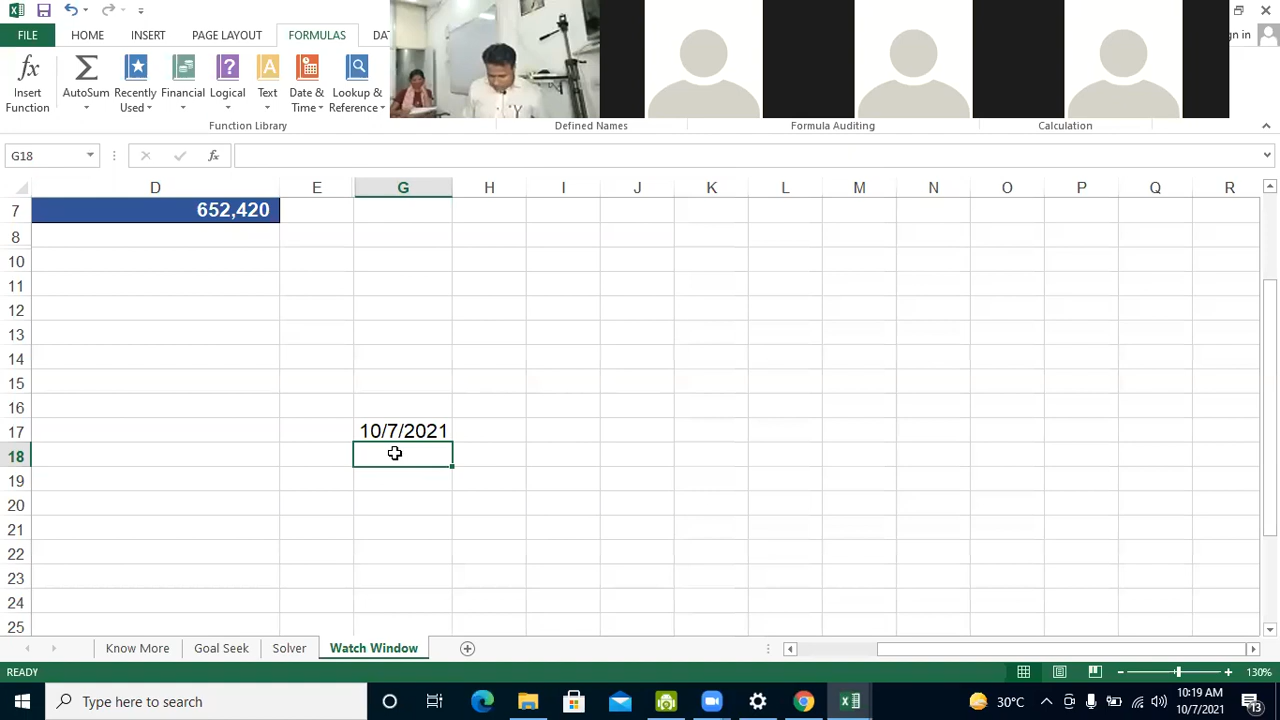 FILE HOME INSERT PAGE LAYOUT FORMULAS DA
Sign in
Insert Function
AutoSum
Recently Used
Financial
Logical
Text
Date & Time
Lookup & Reference
Function Library Defined Names Formula Auditing Calculation
G18 fx
D E G H I J K L M N O P Q R
7 652,420
8
10
11
12
13
14
15
16
17 10/7/2021
18
19
20
21
22
23
24
25
Know More Goal Seek Solver Watch Window
READY 130%
Type here to search 30°C 10:19 AM
10/7/2021 13